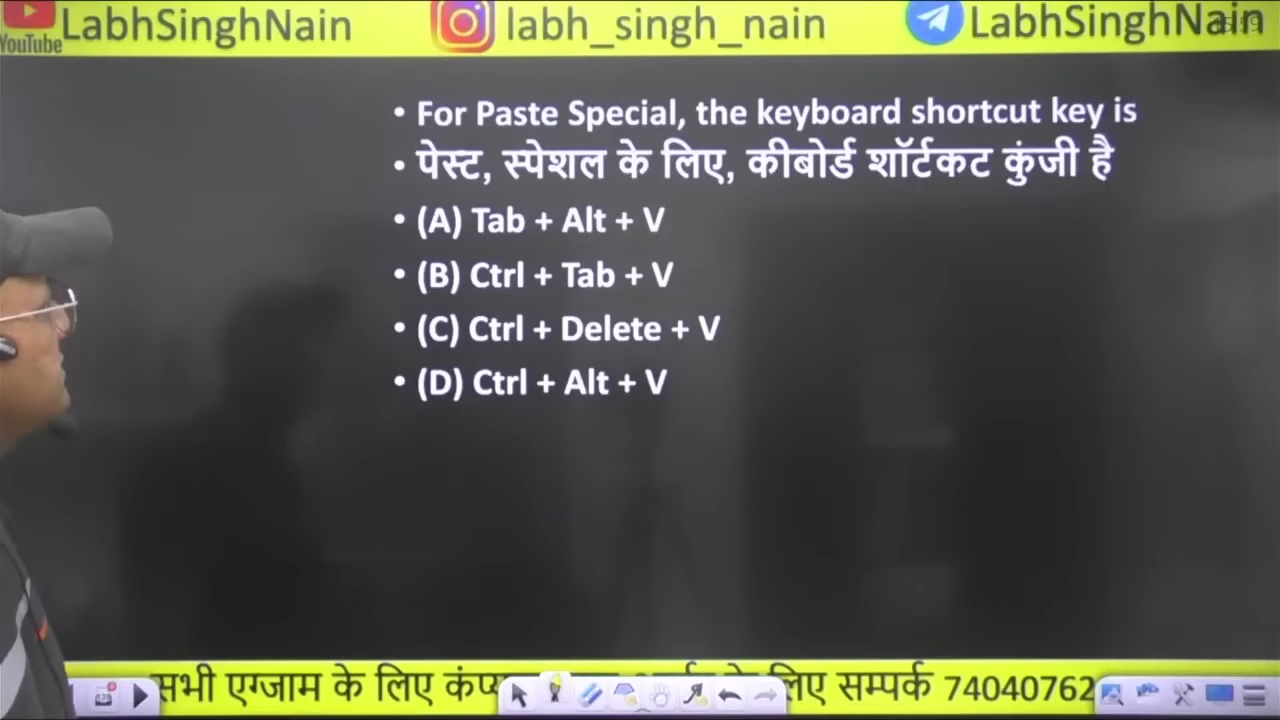 YouTube LabhSinghNain labh_singh_nain LabhSinghNain
• For Paste Special, the keyboard shortcut key is
• पेस्ट, स्पेशल के लिए, कीबोर्ड शॉर्टकट कुंजी है
• (A) Tab + Alt + V
• (B) Ctrl + Tab + V
• (C) Ctrl + Delete + V
• (D) Ctrl + Alt + V
सभी एग्जाम के लिए लिए सम्पर्क 74040762